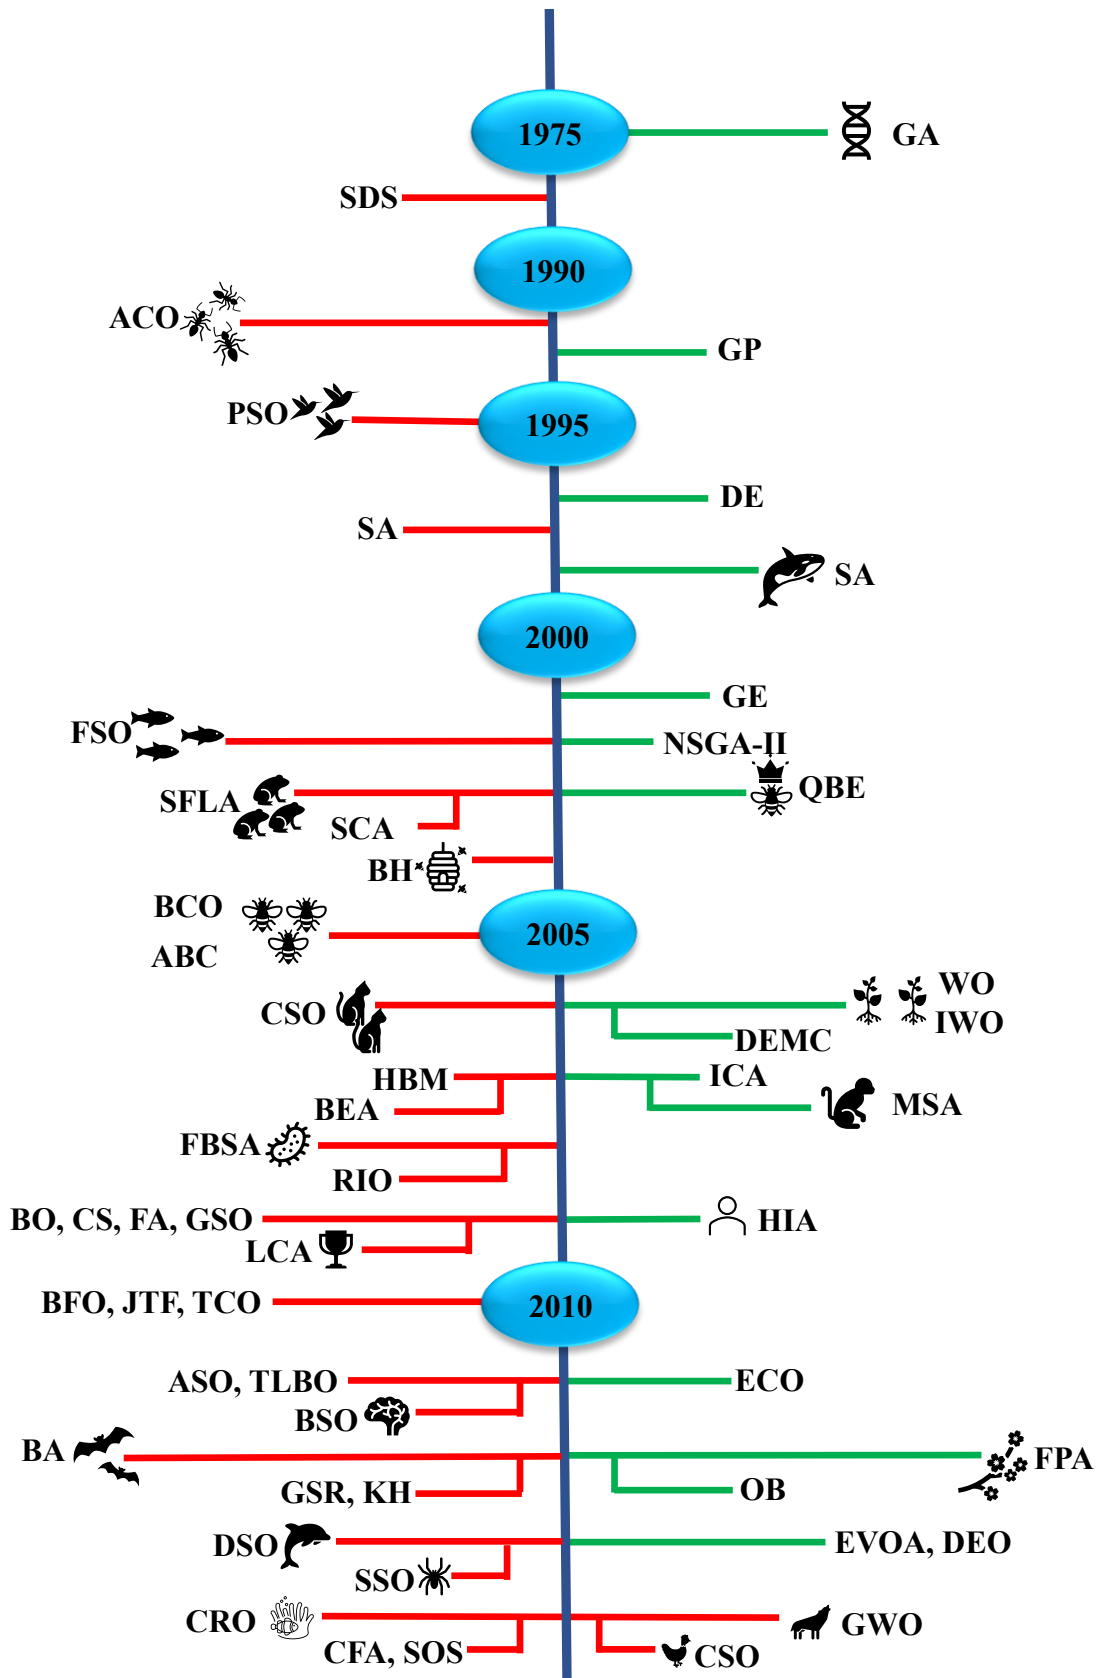 1975
GA
SDS
1990
ACO
GP
PSO
1995
DE
SA
SA
2000
GE
FSO
NSGA-II
SFLA
QBE
SCA
BH
BCO
ABC
2005
WO
CSO
IWO
DEMC
HBM
ICA
BEA
MSA
FBSA
RIO
BO, CS, FA, GSO
HIA
LCA
BFO, JTF, TCO
2010
ASO, TLBO
ECO
BSO
BA
FPA
GSR, KH
OB
DSO
EVOA, DEO
SSO
CRO
GWO
CFA, SOS
CSO